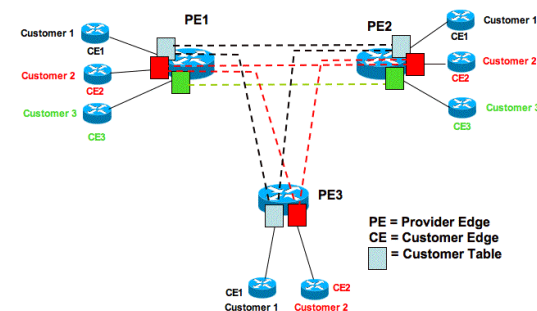 PE1
PE2
Customer 1
CE1
Customer 2
CE2
Customer 3
CE3
Customer 1
CE1
Customer 2
CE2
Customer 3
CE3
PE3
PE = Provider Edge
CE = Customer Edge
= Customer Table
CE1
Customer 1
CE2
Customer 2